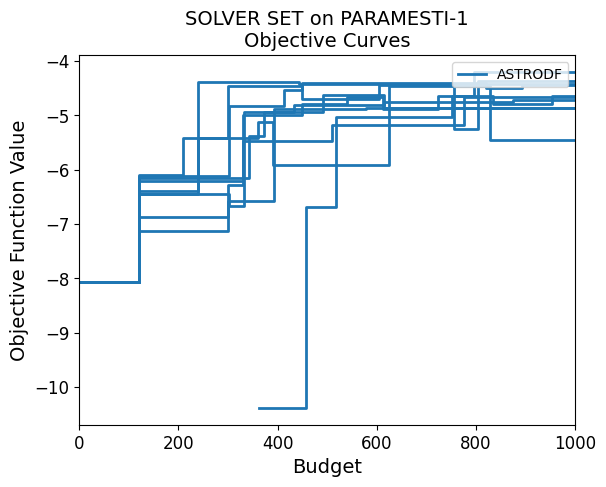 SOLVER SET on PARAMESTI-1
Objective Curves
ASTRODF
Objective Function Value
−4
−5
−6
−7
−8
−9
−10
0 200 400 600 800 1000
Budget